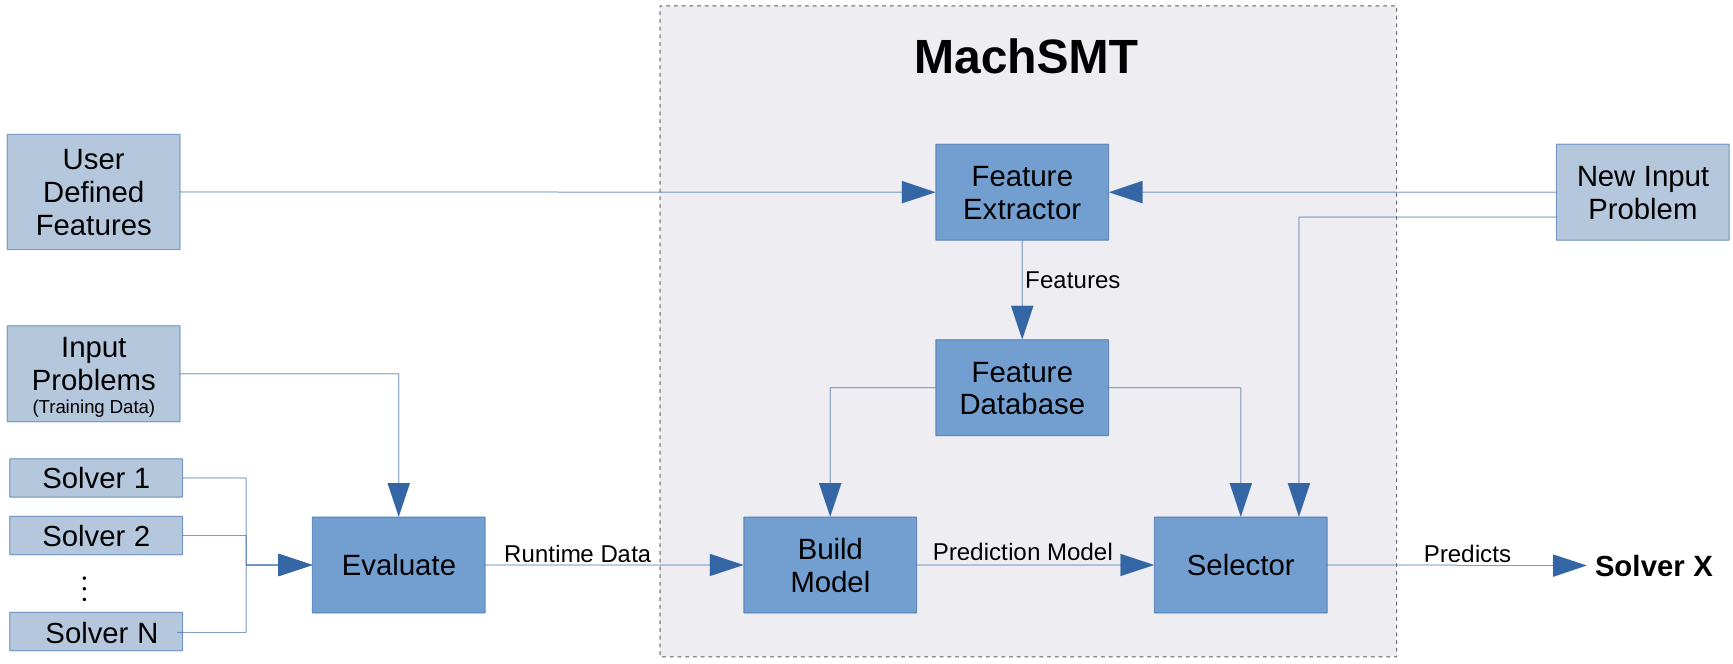 MachSMT
User
Defined
Features
Feature
Extractor
New Input
Problem
Features
Input
Problems
(Training Data)
Feature
Database
Solver 1
Solver 2
⋮
Solver N
Evaluate
Runtime Data
Build
Model
Prediction Model
Selector
Predicts
Solver X